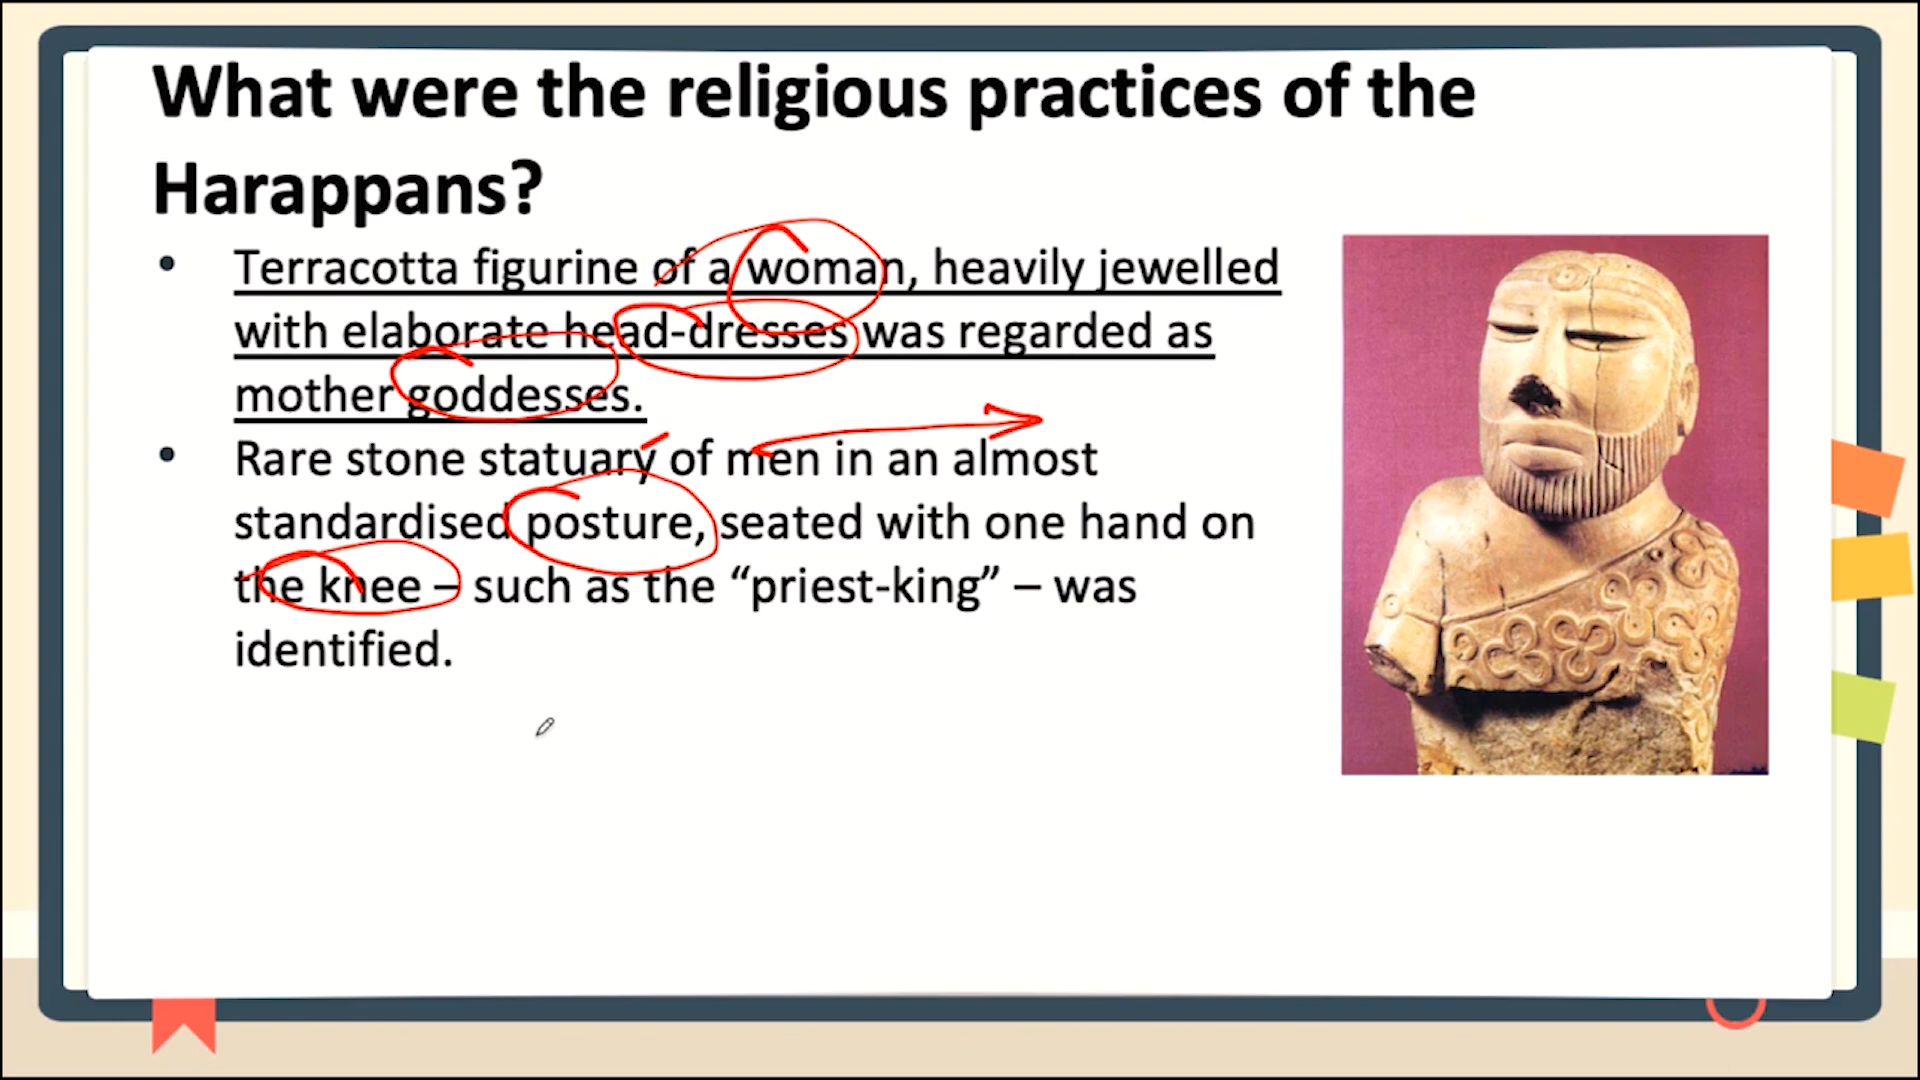 What were the religious practices of the
Harappans?
• Terracotta figurine of a woman, heavily jewelled
with elaborate head-dresses was regarded as
mother goddesses.
• Rare stone statuary of men in an almost
standardised posture, seated with one hand on
the knee – such as the “priest-king” – was
identified.